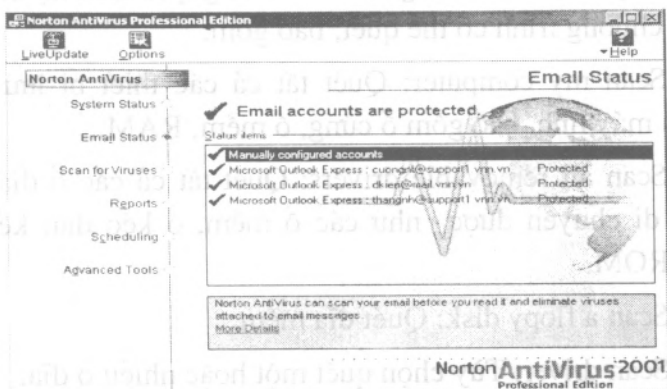 Norton AntiVirus Professional Edition
LiveUpdate
Options
Help
Norton AntiVirus
Email Status
System Status
Email Status
Scan for Viruses
Reports
Scheduling
Advanced Tools
Email accounts are protected.
Status items
Manually configured accounts
Microsoft Outlook Express : thangnh@support1 vnn.vn Protected
Microsoft Outlook Express : dkien@mail.vnn.vn Protected
Microsoft Outlook Express : thangnh@support1 vnn.vn Protected
Norton AntiVirus can scan your email before you read it and eliminate viruses
attached to email messages.
More Details
Norton AntiVirus 2001
Professional Edition